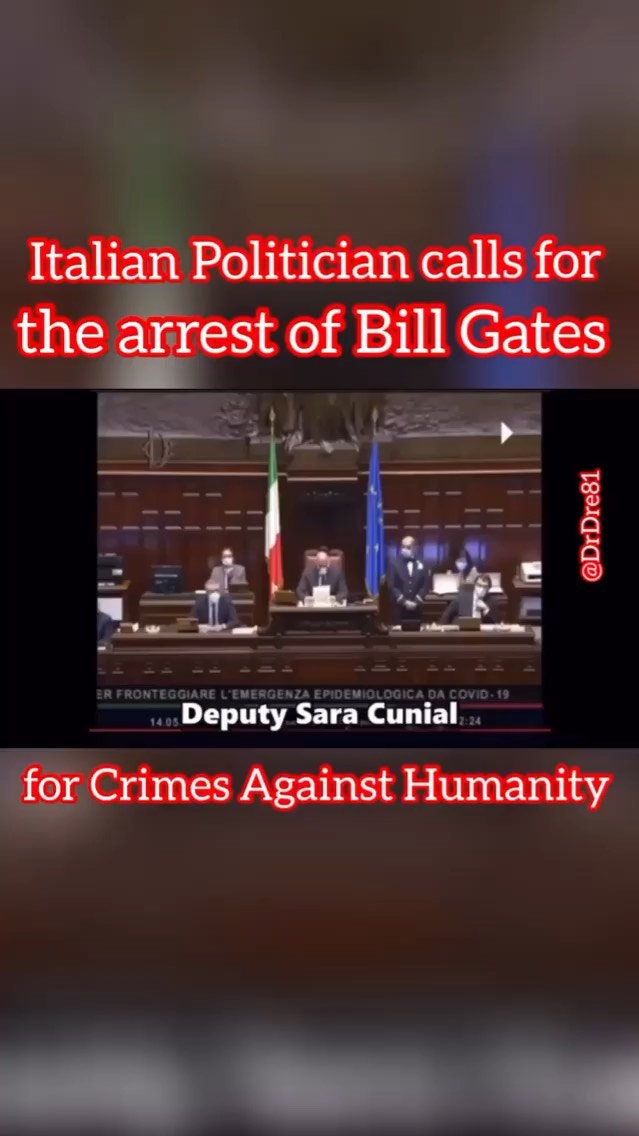 Italian Politician calls for
the arrest of Bill Gates
@DrDre81
ER FRONTEGGIARE L'EMERGENZA EPIDEMIOLOGICA DA COVID-19
14.05
Deputy Sara Cunial
2:24
for Crimes Against Humanity